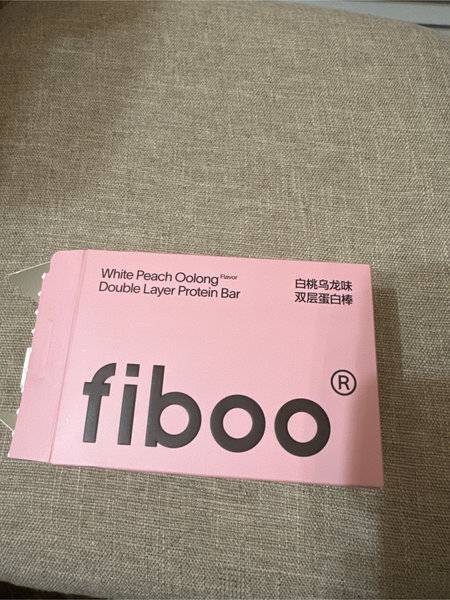 White Peach Oolong Flavor
Double Layer Protein Bar
白桃乌龙味
双层蛋白棒
fiboo®